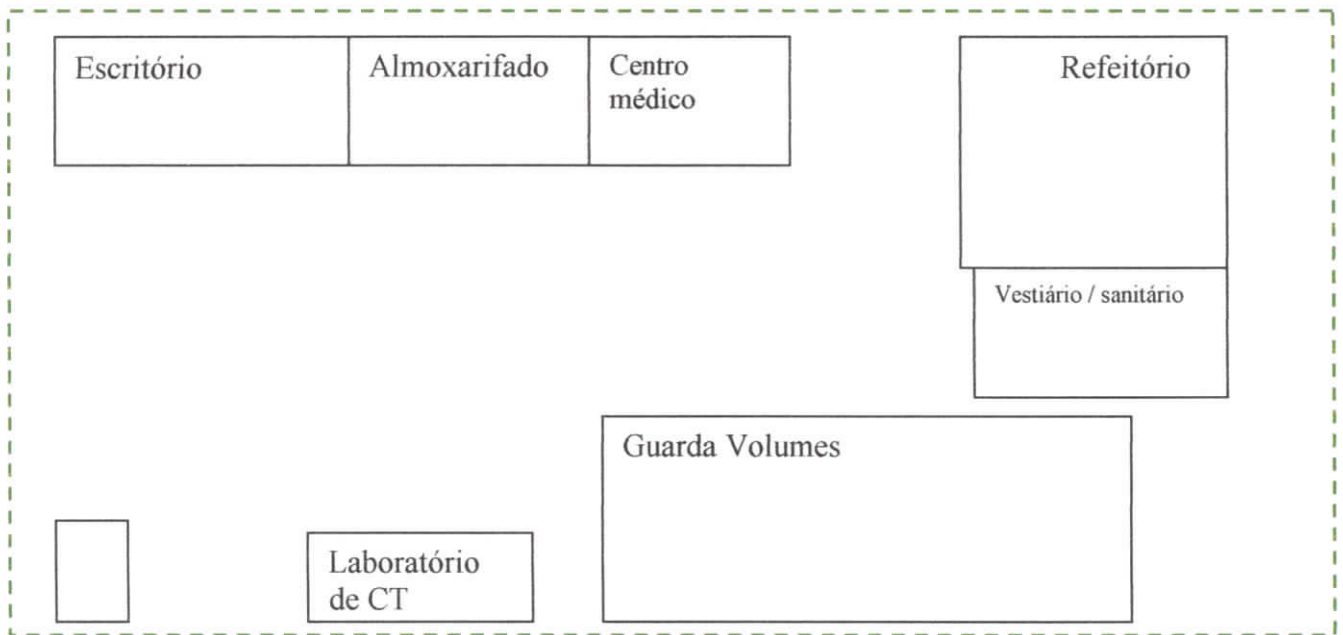 Escritório
Almoxarifado
Centro
médico
Refeitório
Vestiário / sanitário
Guarda Volumes
Laboratório
de CT